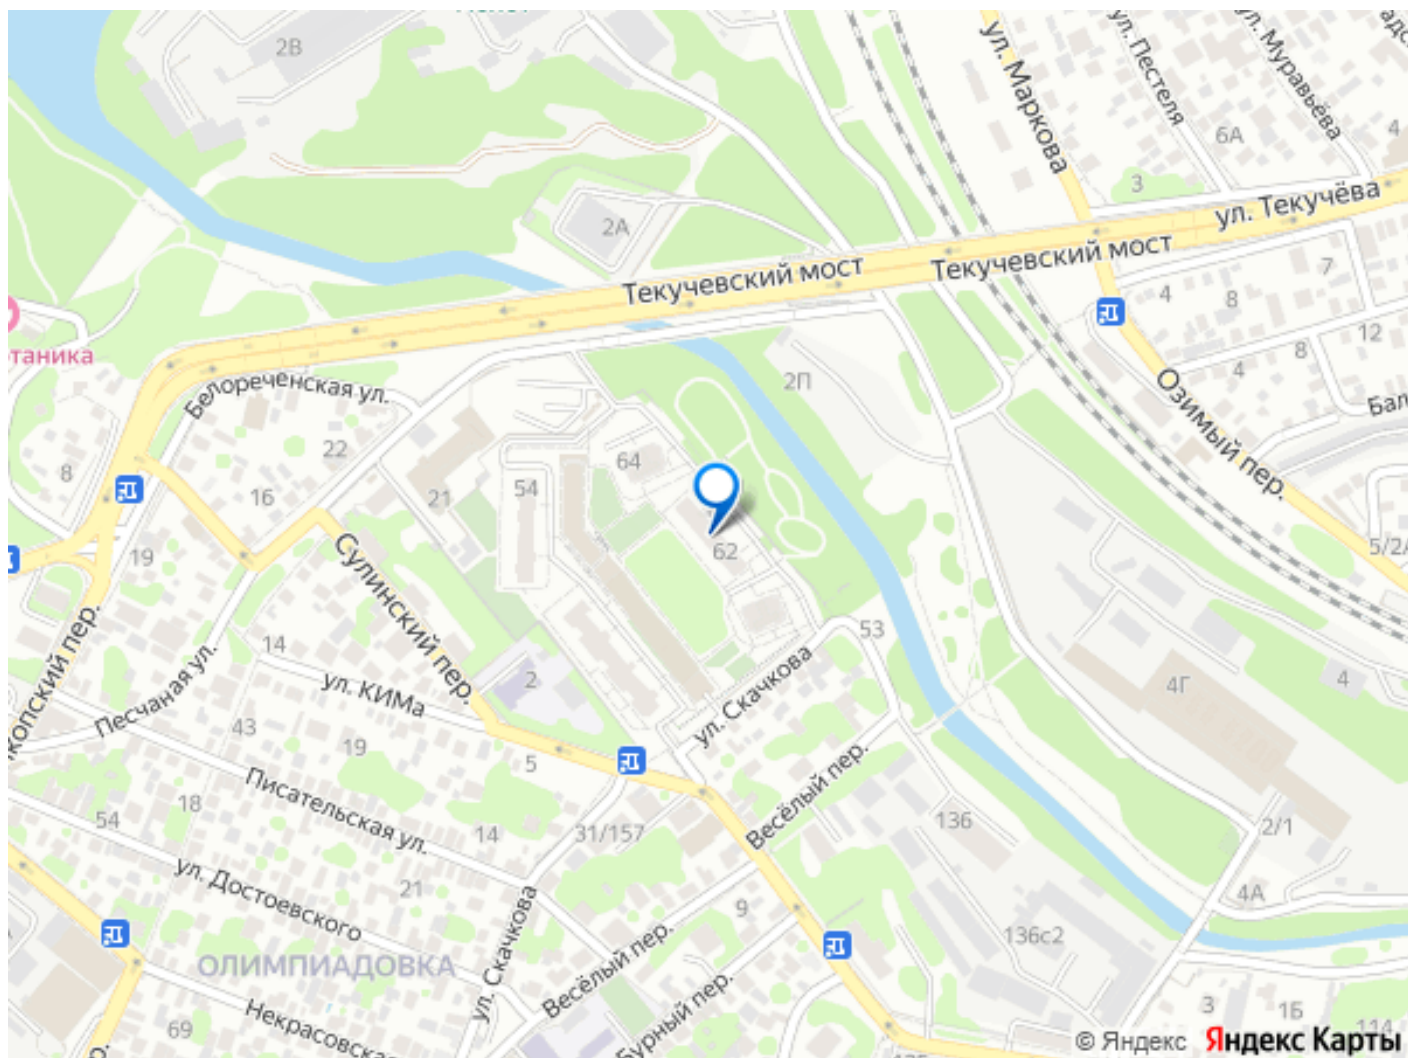 2В
ул. Маркова
ул. Пестеля
ул. Муравьёва
6А
4
3
2А
ул. Текучёва
Текучевский мост
Текучевский мост
7
4
8
12
8
4
таника
Белореченская ул.
2П
Озимый пер.
22
8
64
16
21
54
62
5/2А
19
Сулинский пер.
14
53
ул. КИМа
2
ул. Скачкова
4Г
4
Песчаная ул.
43
19
5
Весёлый пер.
Писательская ул.
18
54
14
31/157
136
2/1
ул. Достоевского
21
4А
9
136с2
ул. Скачкова
ОЛИМПИАДОВКА
Весёлый пер.
Бурный пер.
3
1Б
114
69
Некрасовская
© Яндекс Яндекс Карты